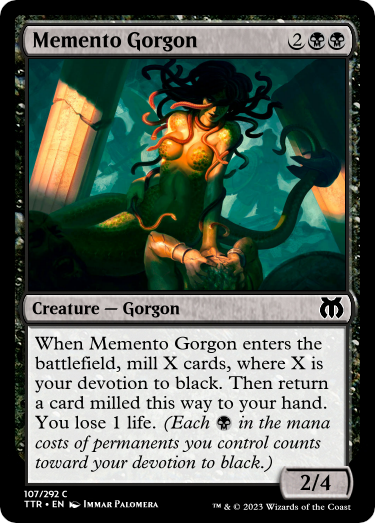 Memento Gorgon 2
Creature — Gorgon
When Memento Gorgon enters the
battlefield, mill X cards, where X is
your devotion to black. Then return
a card milled this way to your hand.
You lose 1 life. (Each in the mana
costs of permanents you control counts
toward your devotion to black.)
2/4
107/292 C
TTR • EN Immar Palomera
™ & © 2023 Wizards of the Coast